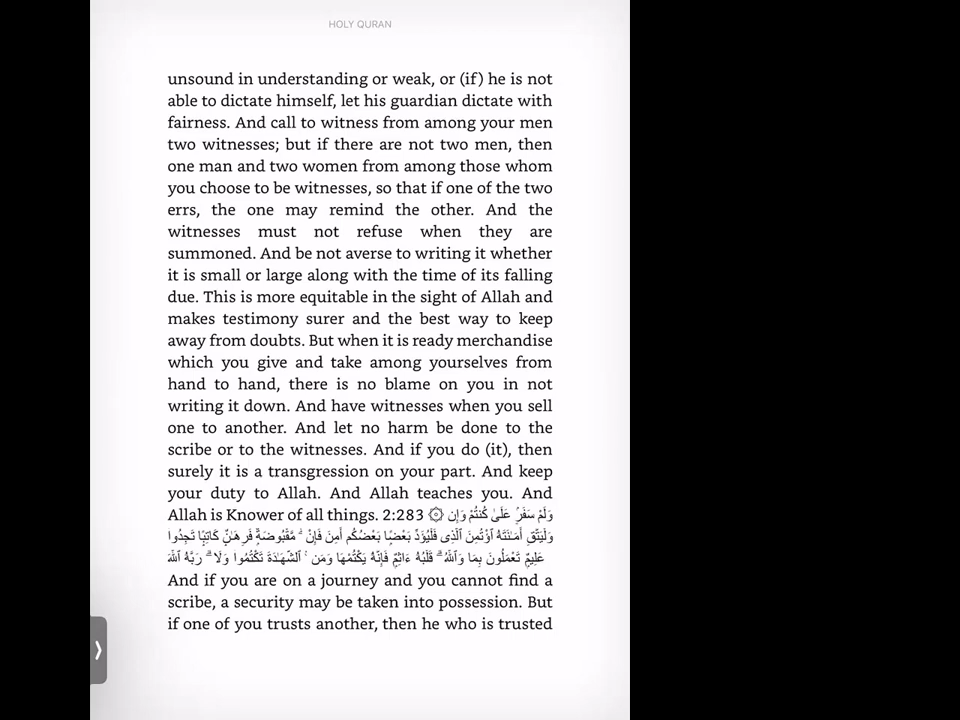 unsound in understanding or weak, or (if) he is not
able to dictate himself, let his guardian dictate with
fairness. And call to witness from among your men
two witnesses; but if there are not two men, then
one man and two women from among those whom
you choose to be witnesses, so that if one of the two
errs, the one may remind the other. And the
witnesses must not refuse when they are
summoned. And be not averse to writing it whether
it is small or large along with the time of its falling
due. This is more equitable in the sight of Allah and
makes testimony surer and the best way to keep
away from doubts. But when it is ready merchandise
which you give and take among yourselves from
hand to hand, there is no blame on you in not
writing it down. And have witnesses when you sell
one to another. And let no harm be done to the
scribe or to the witnesses. And if you do (it), then
surely it is a transgression on your part. And keep
your duty to Allah. And Allah teaches you. And
Allah is Knower of all things. 2:283 ۞ وَإِن كُنتُمْ عَلَىٰ سَفَرٍ وَلَمْ
تَجِدُوا كَاتِبًا فَرِهَـٰنٌ مَّقْبُوضَةٌ ۖ فَإِنْ أَمِنَ بَعْضُكُم بَعْضًا فَلْيُؤَدِّ ٱلَّذِى ٱؤْتُمِنَ أَمَـٰنَتَهُ وَلْيَتَّقِ
ٱللَّهَ رَبَّهُ ۗ وَلَا تَكْتُمُوا ٱلشَّهَـٰدَةَ ۚ وَمَن يَكْتُمْهَا فَإِنَّهُ ءَاثِمٌ قَلْبُهُ ۗ وَٱللَّهُ بِمَا تَعْمَلُونَ عَلِيمٌ
And if you are on a journey and you cannot find a
scribe, a security may be taken into possession. But
if one of you trusts another, then he who is trusted
HOLY QURAN